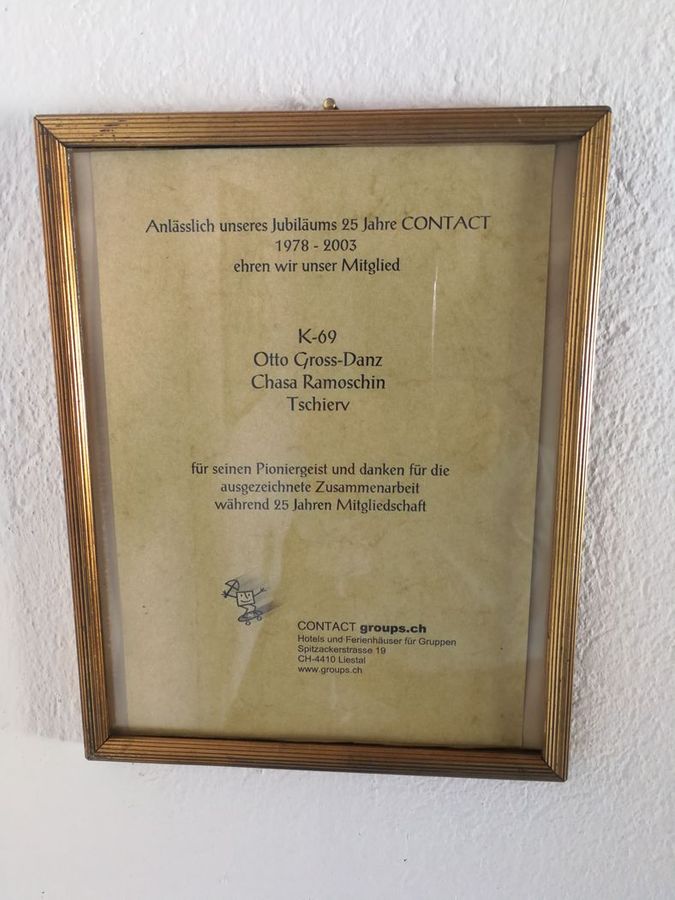 Anlässlich unseres Jubiläums 25 Jahre CONTACT
1978 - 2003
ehren wir unser Mitglied
K-69
Otto Gross-Danz
Chasa Ramoschin
Tschierv
für seinen Pioniergeist und danken für die
ausgezeichnete Zusammenarbeit
während 25 Jahren Mitgliedschaft
CONTACT groups.ch
Hotels und Ferienhäuser für Gruppen
Spitzackerstrasse 19
CH-4410 Liestal
www.groups.ch